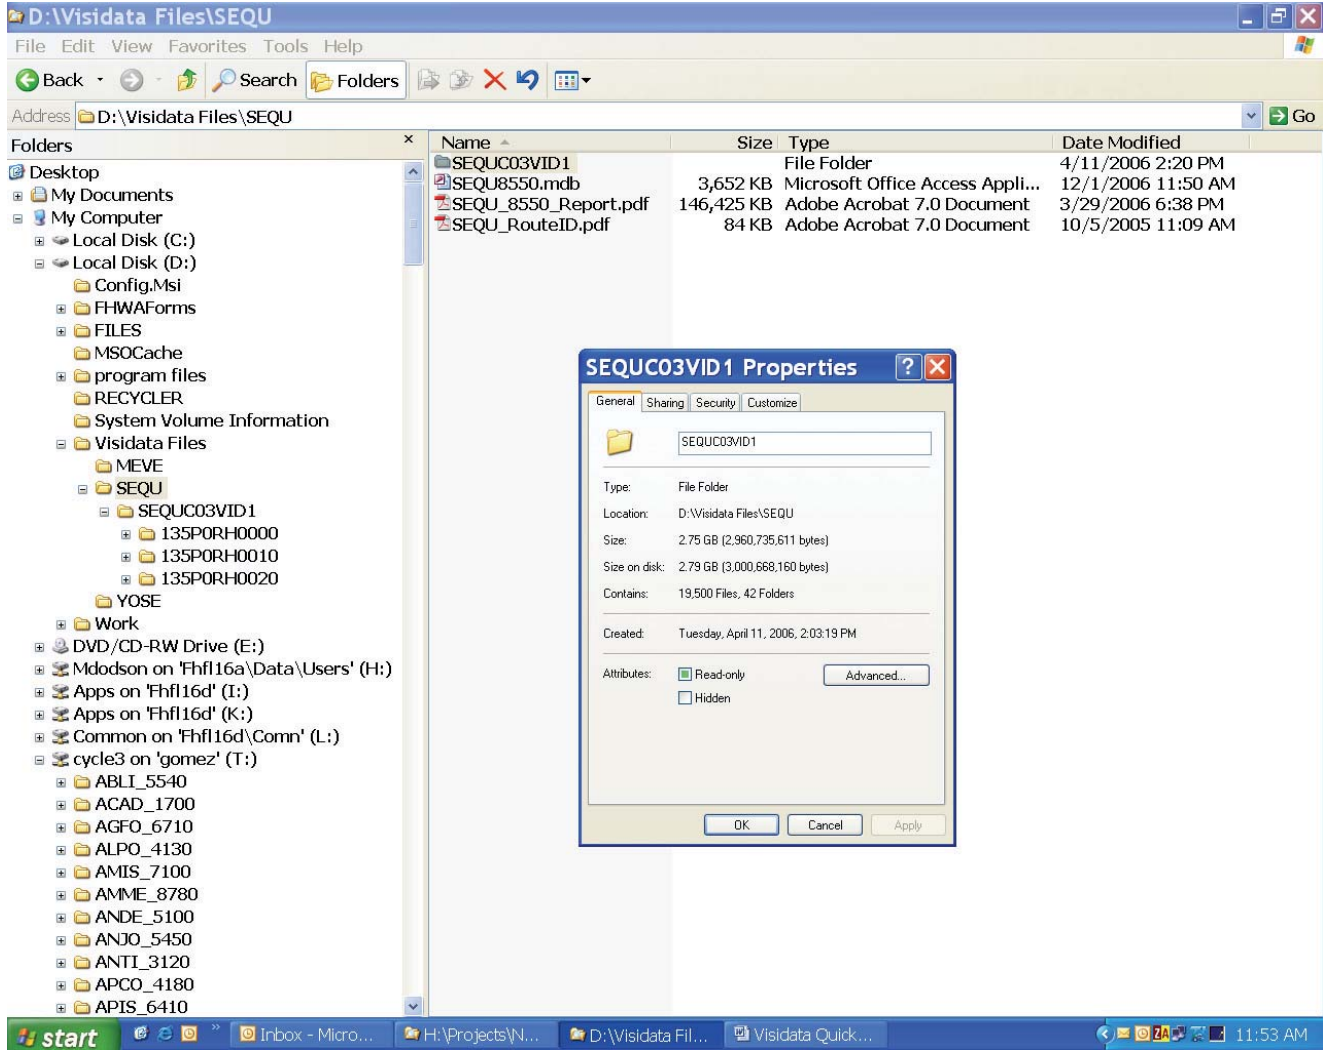 D:\Visidata Files\SEQU
File Edit View Favorites Tools Help
Back Search Folders
Address D:\Visidata Files\SEQU Go
Folders
Desktop
My Documents
My Computer
Local Disk (C:)
Local Disk (D:)
Config.Msi
FHWAForms
FILES
MSOCache
program files
RECYCLER
System Volume Information
Visidata Files
MEVE
SEQU
SEQUC03VID1
135P0RH0000
135P0RH0010
135P0RH0020
YOSE
Work
DVD/CD-RW Drive (E:)
Mdodson on 'Fhfl16a\Data\Users' (H:)
Apps on 'Fhfl16d' (I:)
Apps on 'Fhfl16d' (K:)
Common on 'Fhfl16d\Comn' (L:)
cycle3 on 'gomez' (T:)
ABLI_5540
ACAD_1700
AGFO_6710
ALPO_4130
AMIS_7100
AMME_8780
ANDE_5100
ANJO_5450
ANTI_3120
APCO_4180
APIS_6410
Name Size Type Date Modified
SEQUC03VID1 File Folder 4/11/2006 2:20 PM
SEQU8550.mdb 3,652 KB Microsoft Office Access Appli... 12/1/2006 11:50 AM
SEQU_8550_Report.pdf 146,425 KB Adobe Acrobat 7.0 Document 3/29/2006 6:38 PM
SEQU_RouteID.pdf 84 KB Adobe Acrobat 7.0 Document 10/5/2005 11:09 AM
SEQUC03VID1 Properties
General Sharing Security Customize
SEQUC03VID1
Type: File Folder
Location: D:\Visidata Files\SEQU
Size: 2.75 GB (2,960,735,611 bytes)
Size on disk: 2.79 GB (3,000,668,160 bytes)
Contains: 19,500 Files, 42 Folders
Created: Tuesday, April 11, 2006, 2:03:19 PM
Attributes: Read-only Advanced...
Hidden
OK Cancel Apply
start Inbox - Micro... H:\Projects\N... D:\Visidata Fil... Visidata Quick... 11:53 AM